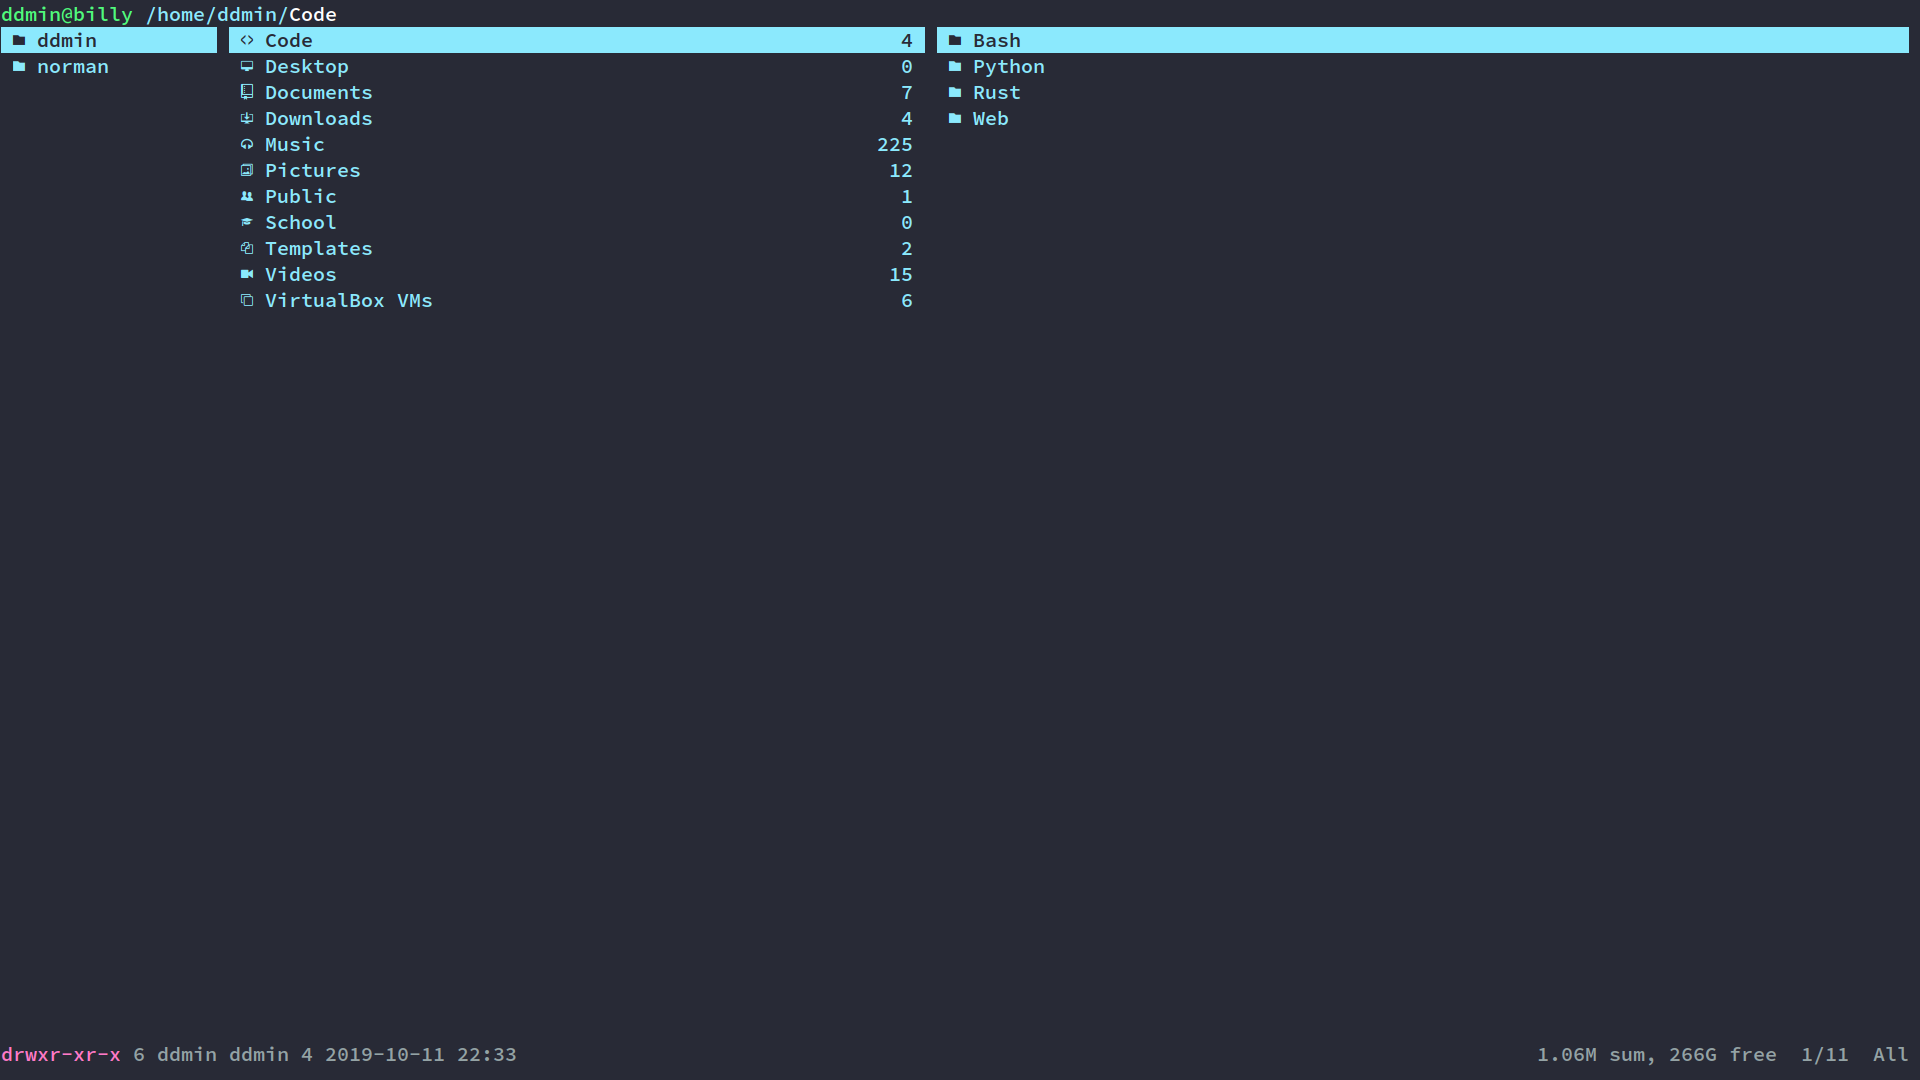 ddmin@billy /home/ddmin/Code
ddmin
norman
Code 4
Desktop 0
Documents 7
Downloads 4
Music 225
Pictures 12
Public 1
School 0
Templates 2
Videos 15
VirtualBox VMs 6
Bash
Python
Rust
Web
drwxr-xr-x 6 ddmin ddmin 4 2019-10-11 22:33
1.06M sum, 266G free 1/11 All